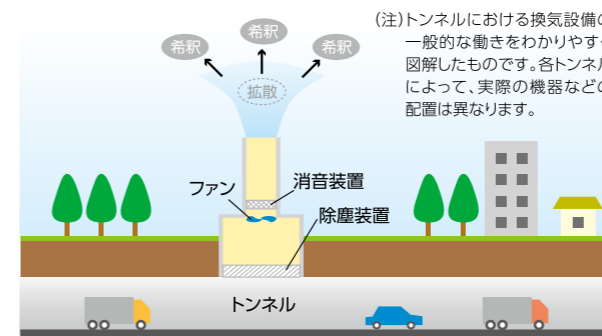 (注)トンネルにおける換気設備の
一般的な働きをわかりやす
図解したものです。各トンネル
によって、実際の機器などの
配置は異なります。
希釈
希釈
希釈
拡散
ファン
消音装置
除塵装置
トンネル